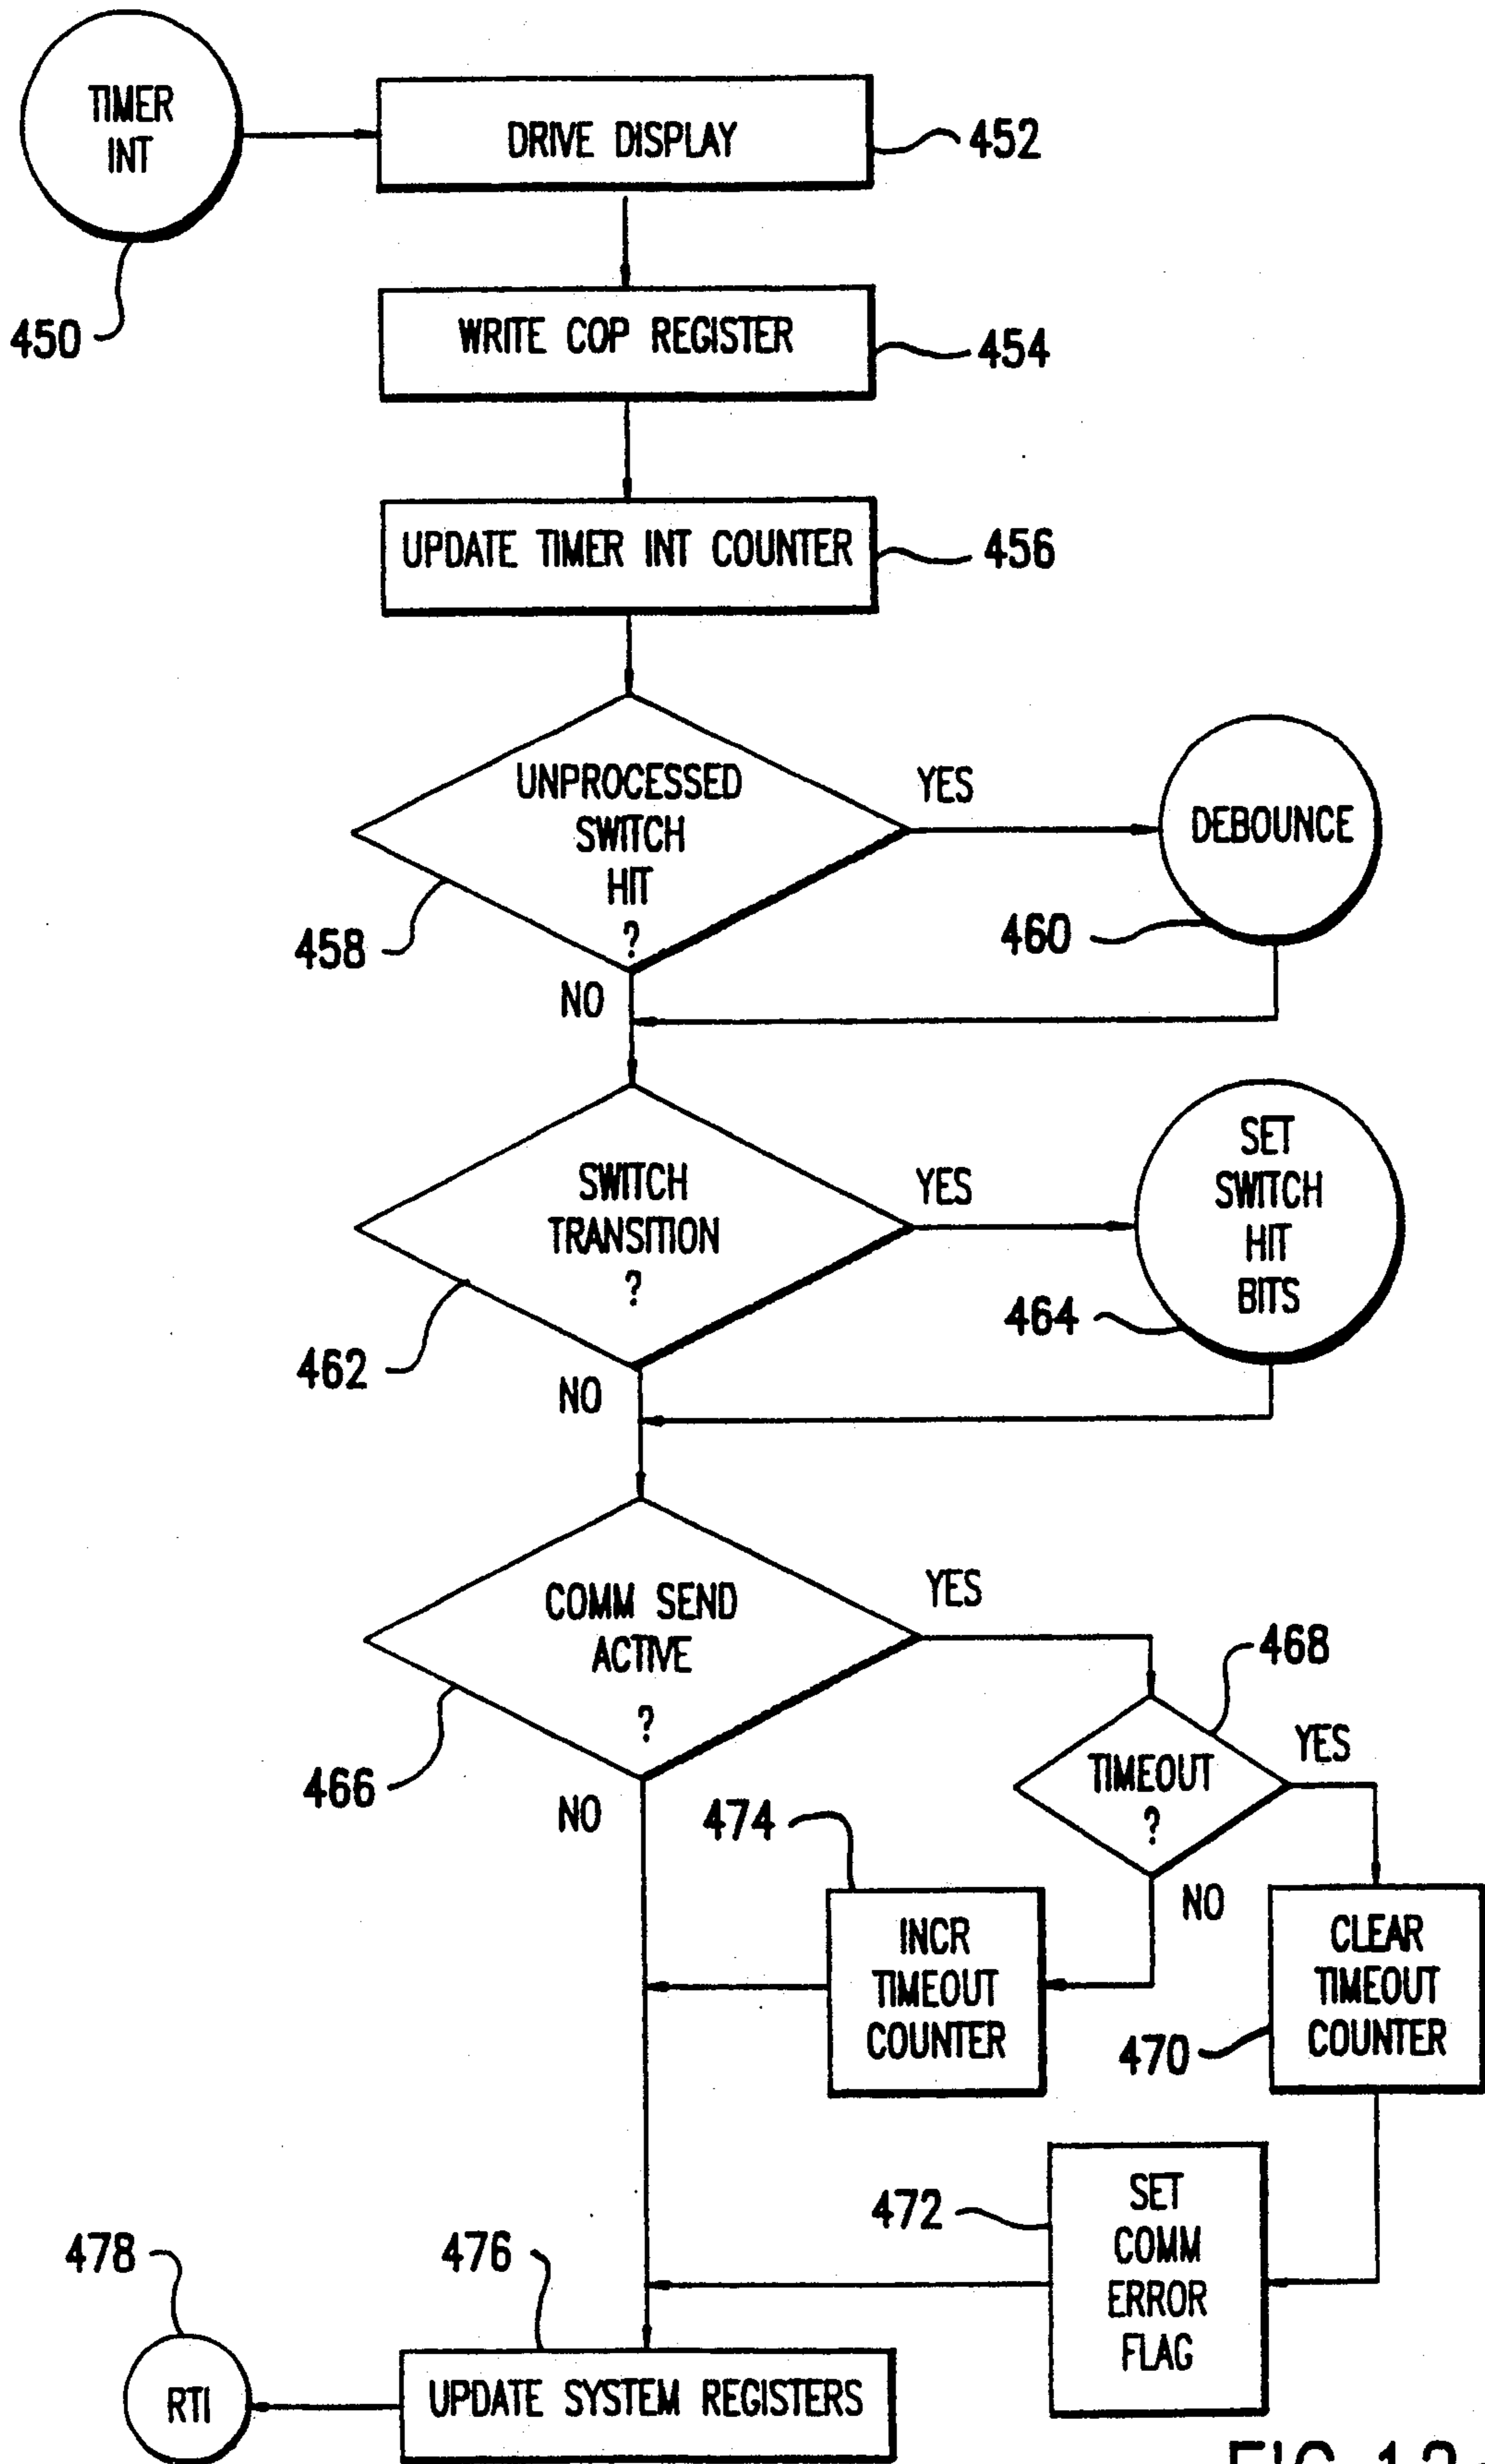 TIMER
INT
450
DRIVE DISPLAY
452
WRITE COP REGISTER
454
UPDATE TIMER INT COUNTER
456
UNPROCESSED
SWITCH
HIT
?
458
YES
NO
DEBOUNCE
460
SWITCH
TRANSITION
?
462
YES
NO
SET
SWITCH
HIT
BITS
464
COMM SEND
ACTIVE
?
466
YES
NO
468
TIMEOUT
?
YES
NO
474
INCR
TIMEOUT
COUNTER
CLEAR
TIMEOUT
COUNTER
470
472
SET
COMM
ERROR
FLAG
476
UPDATE SYSTEM REGISTERS
478
RTI